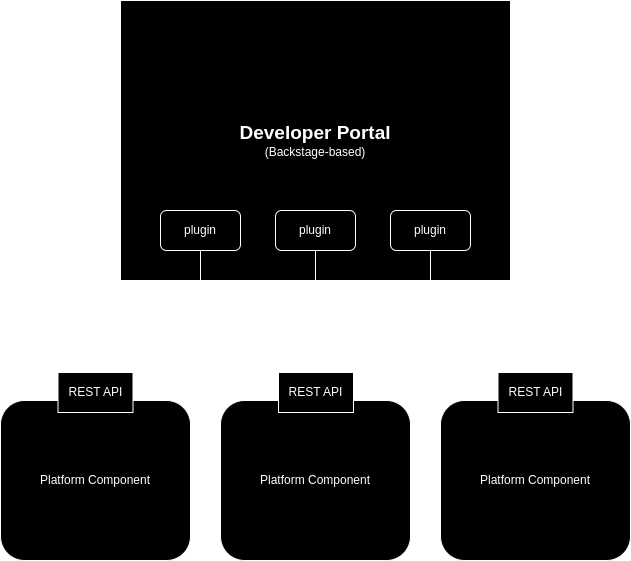 Developer Portal
(Backstage-based)
plugin
plugin
plugin
REST API
REST API
REST API
Platform Component
Platform Component
Platform Component